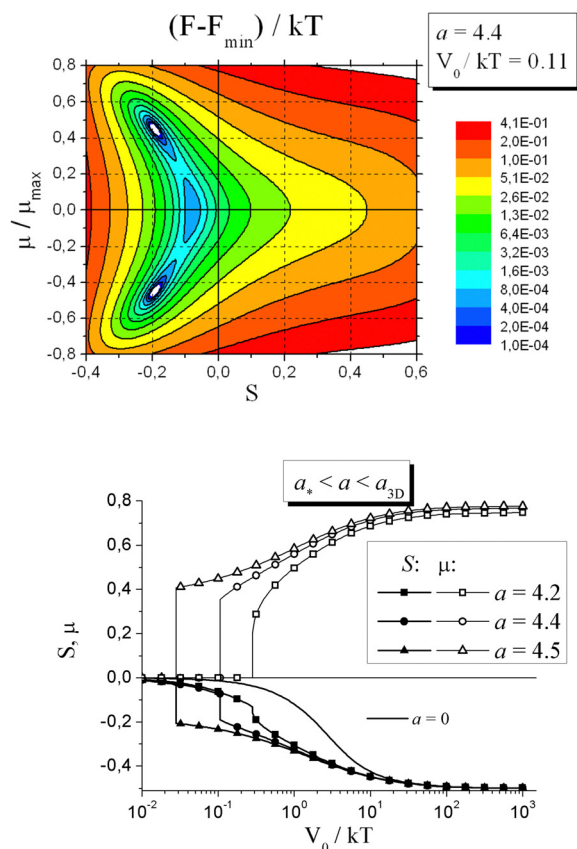 (F-F_min) / kT
a = 4.4
V_0 / kT = 0.11
0,8
0,6
0,4
0,2
0,0
-0,2
-0,4
-0,6
-0,8
μ / μ_max
-0,4 -0,2 0,0 0,2 0,4 0,6
S
4,1E-01
2.0E-01
1.0E-01
5,1E-02
2.6E-02
1.3E-02
6,4E-03
3,2E-03
1.6E-03
8,0E-04
4,0E-04
2.0E-04
1,0E-04
a_* < a < a_3D
0,8
0,6
0,4
0,2
0,0
-0,2
-0,4
S, μ
S: μ:
a = 4.2
a = 4.4
a = 4.5
a = 0
10^-2 10^-1 10^0 10^1 10^2 10^3
V_0 / kT